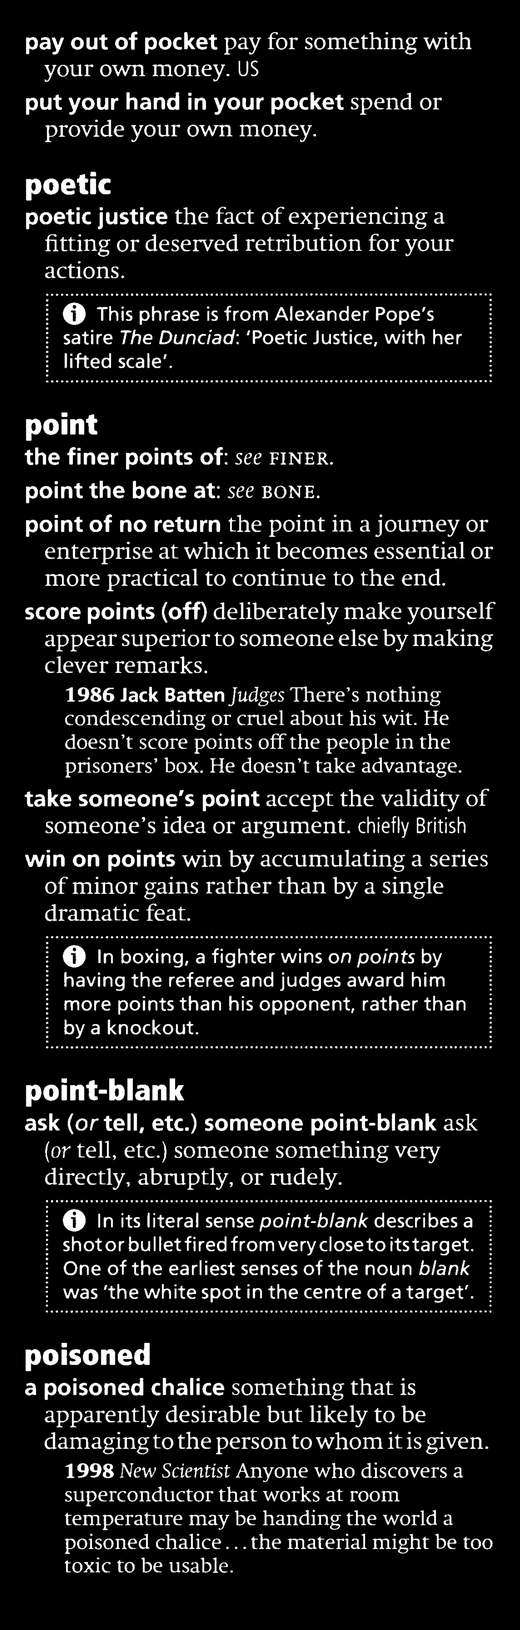 pay out of pocket pay for something with
your own money. US
put your hand in your pocket spend or
provide your own money.
poetic
poetic justice the fact of experiencing a
fitting or deserved retribution for your
actions.
i This phrase is from Alexander Pope's
satire The Dunciad: 'Poetic Justice, with her
lifted scale'.
point
the finer points of: see FINER.
point the bone at: see BONE.
point of no return the point in a journey or
enterprise at which it becomes essential or
more practical to continue to the end.
score points (off) deliberately make yourself
appear superior to someone else by making
clever remarks.
1986 Jack Batten Judges There's nothing
condescending or cruel about his wit. He
doesn't score points off the people in the
prisoners' box. He doesn't take advantage.
take someone's point accept the validity of
someone's idea or argument. chiefly British
win on points win by accumulating a series
of minor gains rather than by a single
dramatic feat.
i In boxing, a fighter wins on points by
having the referee and judges award him
more points than his opponent, rather than
by a knockout.
point-blank
ask (or tell, etc.) someone point-blank ask
(or tell, etc.) someone something very
directly, abruptly, or rudely.
i In its literal sense point-blank describes a
shot or bullet fired from very close to its target.
One of the earliest senses of the noun blank
was 'the white spot in the centre of a target'.
poisoned
a poisoned chalice something that is
apparently desirable but likely to be
damaging to the person to whom it is given.
1998 New Scientist Anyone who discovers a
superconductor that works at room
temperature may be handing the world a
poisoned chalice...the material might be too
toxic to be usable.